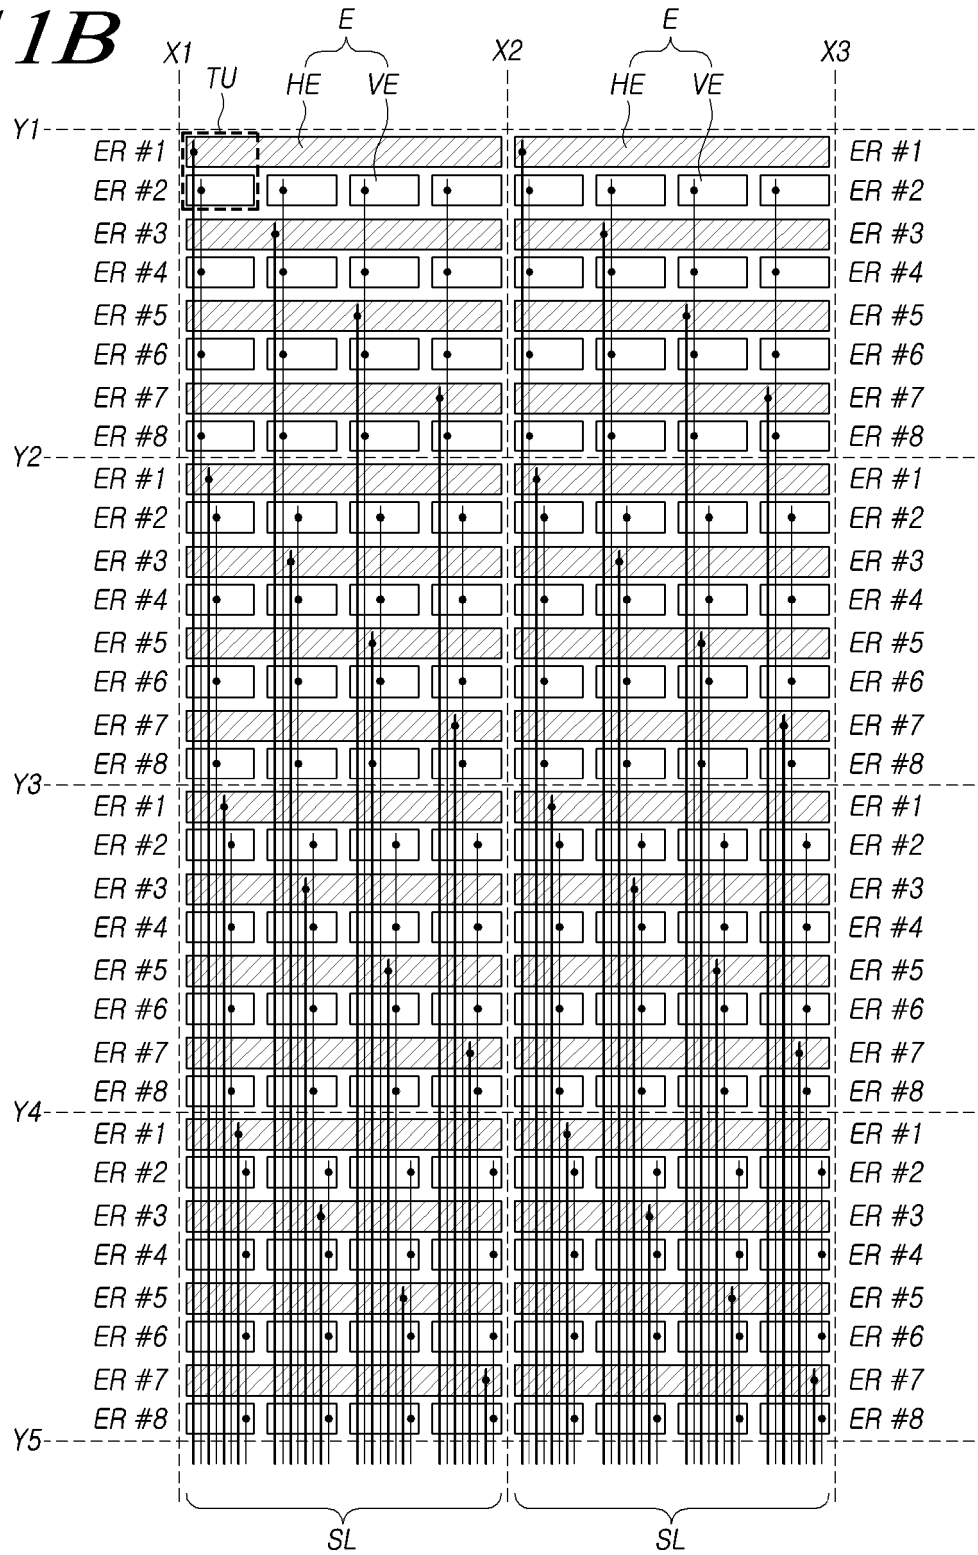 1B
E E
X1 X2 X3
TU HE VE HE VE
Y1
ER #1 ER #1
ER #2 ER #2
ER #3 ER #3
ER #4 ER #4
ER #5 ER #5
ER #6 ER #6
ER #7 ER #7
ER #8 ER #8
Y2
ER #1 ER #1
ER #2 ER #2
ER #3 ER #3
ER #4 ER #4
ER #5 ER #5
ER #6 ER #6
ER #7 ER #7
ER #8 ER #8
Y3
ER #1 ER #1
ER #2 ER #2
ER #3 ER #3
ER #4 ER #4
ER #5 ER #5
ER #6 ER #6
ER #7 ER #7
ER #8 ER #8
Y4
ER #1 ER #1
ER #2 ER #2
ER #3 ER #3
ER #4 ER #4
ER #5 ER #5
ER #6 ER #6
ER #7 ER #7
ER #8 ER #8
Y5
SL SL